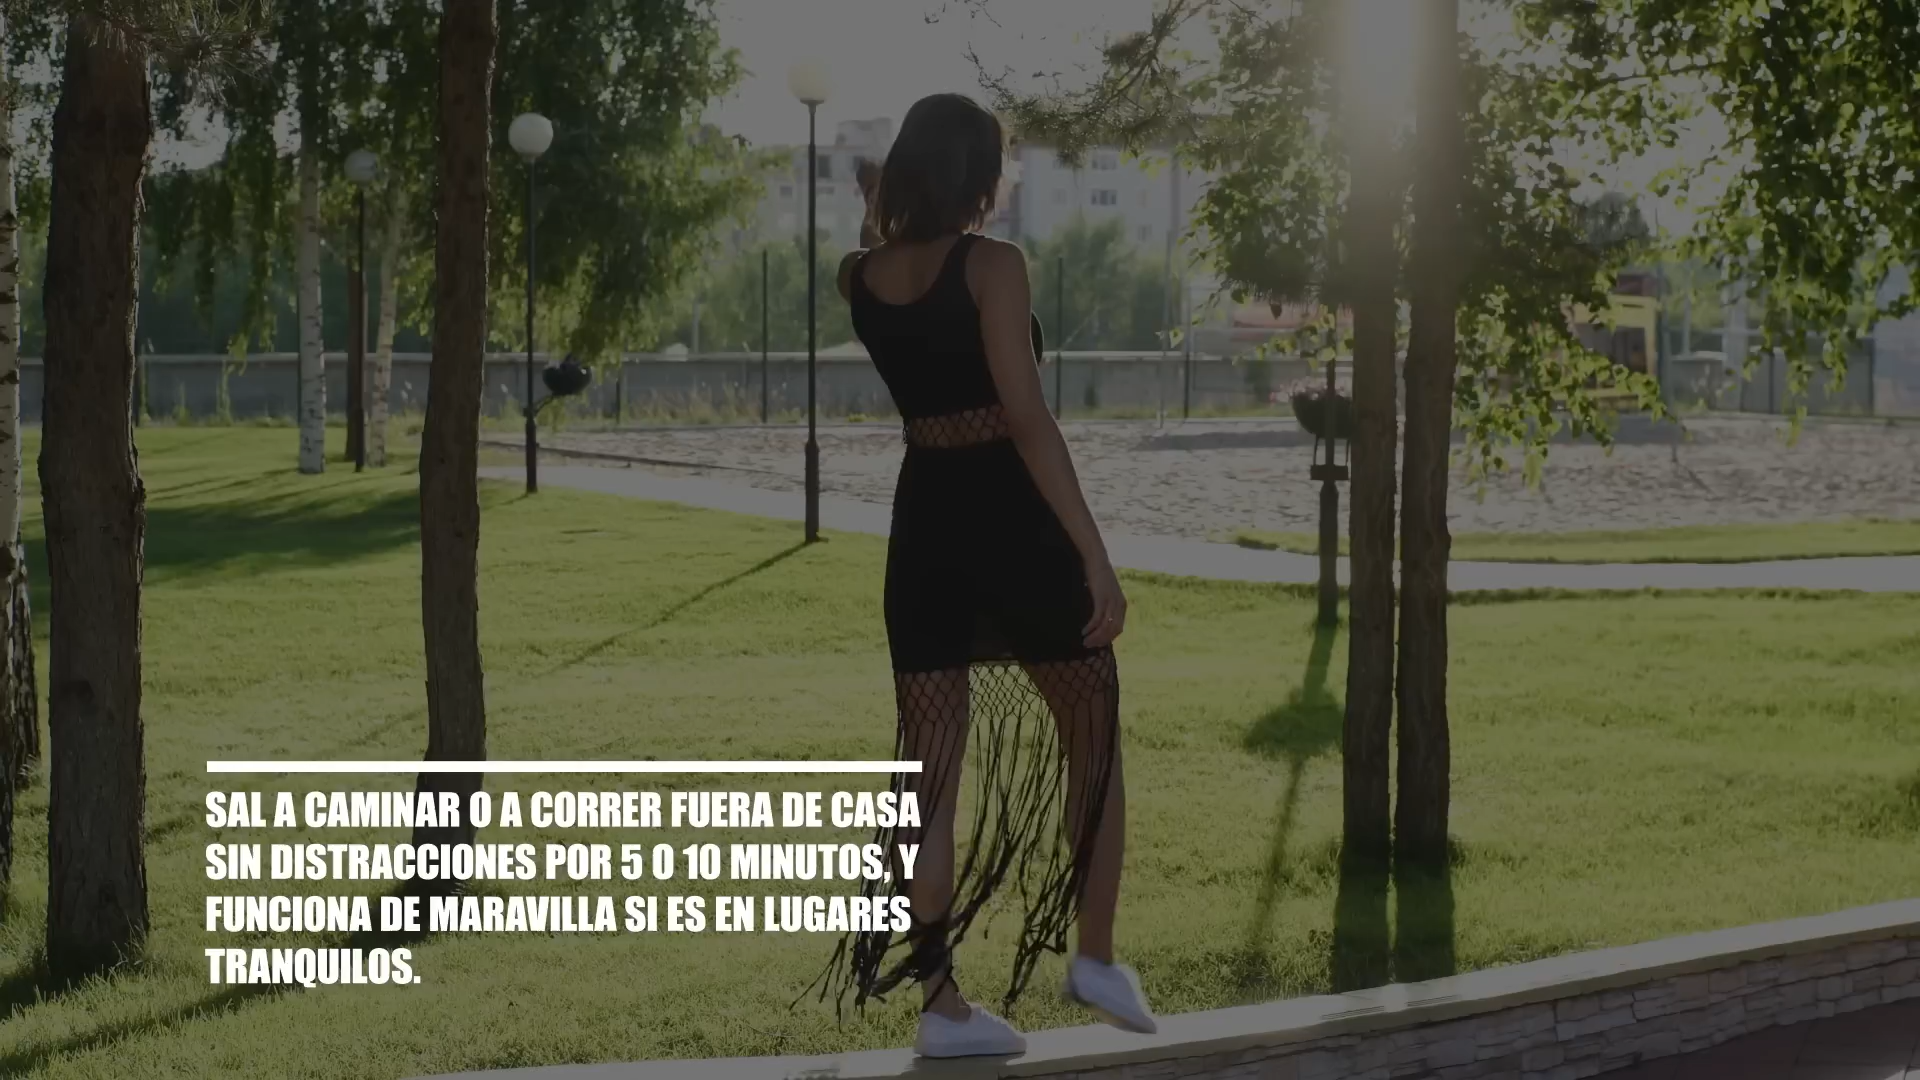 SAL A CAMINAR O A CORRER FUERA DE CASA
SIN DISTRACCIONES POR 5 O 10 MINUTOS, Y
FUNCIONA DE MARAVILLA SI ES EN LUGARES
TRANQUILOS.